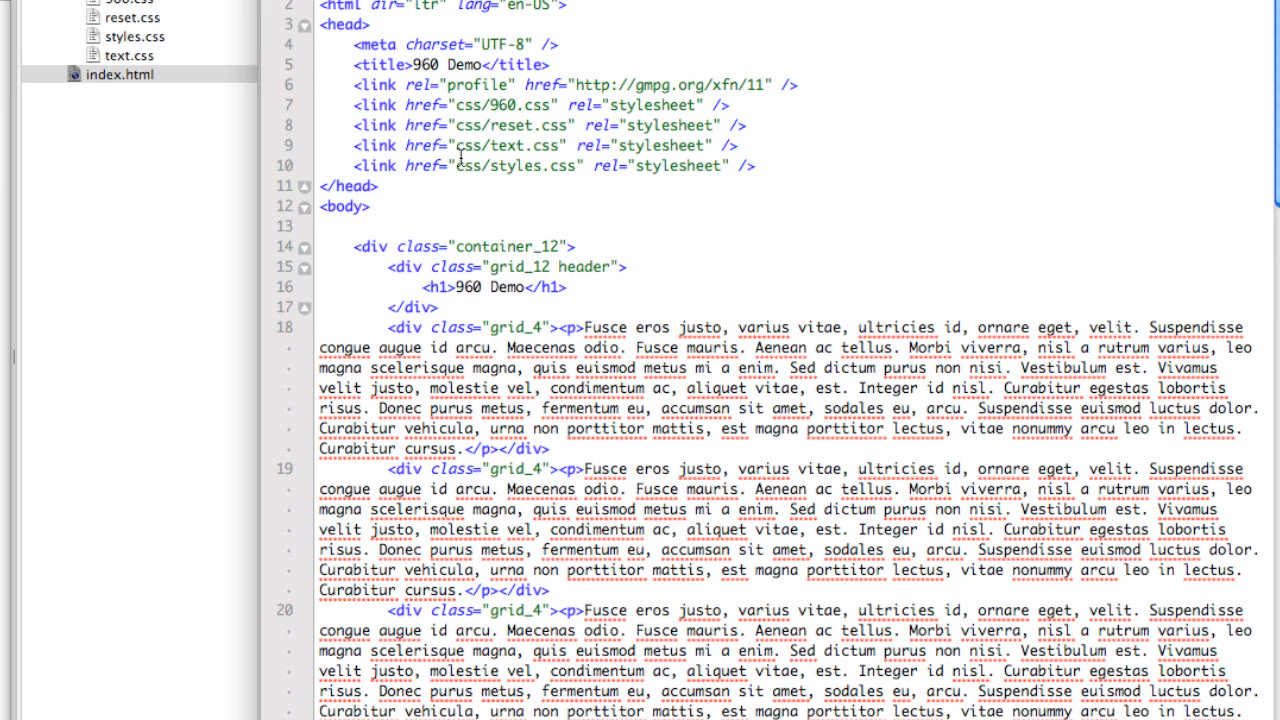 960.css
reset.css
styles.css
text.css
index.html
2 <html dir="ltr" lang="en-US">
3 <head>
4 <meta charset="UTF-8" />
5 <title>960 Demo</title>
6 <link rel="profile" href="http://gmpg.org/xfn/11" />
7 <link href="css/960.css" rel="stylesheet" />
8 <link href="css/reset.css" rel="stylesheet" />
9 <link href="css/text.css" rel="stylesheet" />
10 <link href="css/styles.css" rel="stylesheet" />
11 </head>
12 <body>
13
14 <div class="container_12">
15 <div class="grid_12 header">
16 <h1>960 Demo</h1>
17 </div>
18 <div class="grid_4"><p>Fusce eros justo, varius vitae, ultricies id, ornare eget, velit. Suspendisse
congue augue id arcu. Maecenas odio. Fusce mauris. Aenean ac tellus. Morbi viverra, nisl a rutrum varius, leo
magna scelerisque magna, quis euismod metus mi a enim. Sed dictum purus non nisi. Vestibulum est. Vivamus
velit justo, molestie vel, condimentum ac, aliquet vitae, est. Integer id nisl. Curabitur egestas lobortis
risus. Donec purus metus, fermentum eu, accumsan sit amet, sodales eu, arcu. Suspendisse euismod luctus dolor.
Curabitur vehicula, urna non porttitor mattis, est magna porttitor lectus, vitae nonummy arcu leo in lectus.
Curabitur cursus.</p></div>
19 <div class="grid_4"><p>Fusce eros justo, varius vitae, ultricies id, ornare eget, velit. Suspendisse
congue augue id arcu. Maecenas odio. Fusce mauris. Aenean ac tellus. Morbi viverra, nisl a rutrum varius, leo
magna scelerisque magna, quis euismod metus mi a enim. Sed dictum purus non nisi. Vestibulum est. Vivamus
velit justo, molestie vel, condimentum ac, aliquet vitae, est. Integer id nisl. Curabitur egestas lobortis
risus. Donec purus metus, fermentum eu, accumsan sit amet, sodales eu, arcu. Suspendisse euismod luctus dolor.
Curabitur vehicula, urna non porttitor mattis, est magna porttitor lectus, vitae nonummy arcu leo in lectus.
Curabitur cursus.</p></div>
20 <div class="grid_4"><p>Fusce eros justo, varius vitae, ultricies id, ornare eget, velit. Suspendisse
congue augue id arcu. Maecenas odio. Fusce mauris. Aenean ac tellus. Morbi viverra, nisl a rutrum varius, leo
magna scelerisque magna, quis euismod metus mi a enim. Sed dictum purus non nisi. Vestibulum est. Vivamus
velit justo, molestie vel, condimentum ac, aliquet vitae, est. Integer id nisl. Curabitur egestas lobortis
risus. Donec purus metus, fermentum eu, accumsan sit amet, sodales eu, arcu. Suspendisse euismod luctus dolor.
Curabitur vehicula, urna non porttitor mattis, est magna porttitor lectus, vitae nonummy arcu leo in lectus.